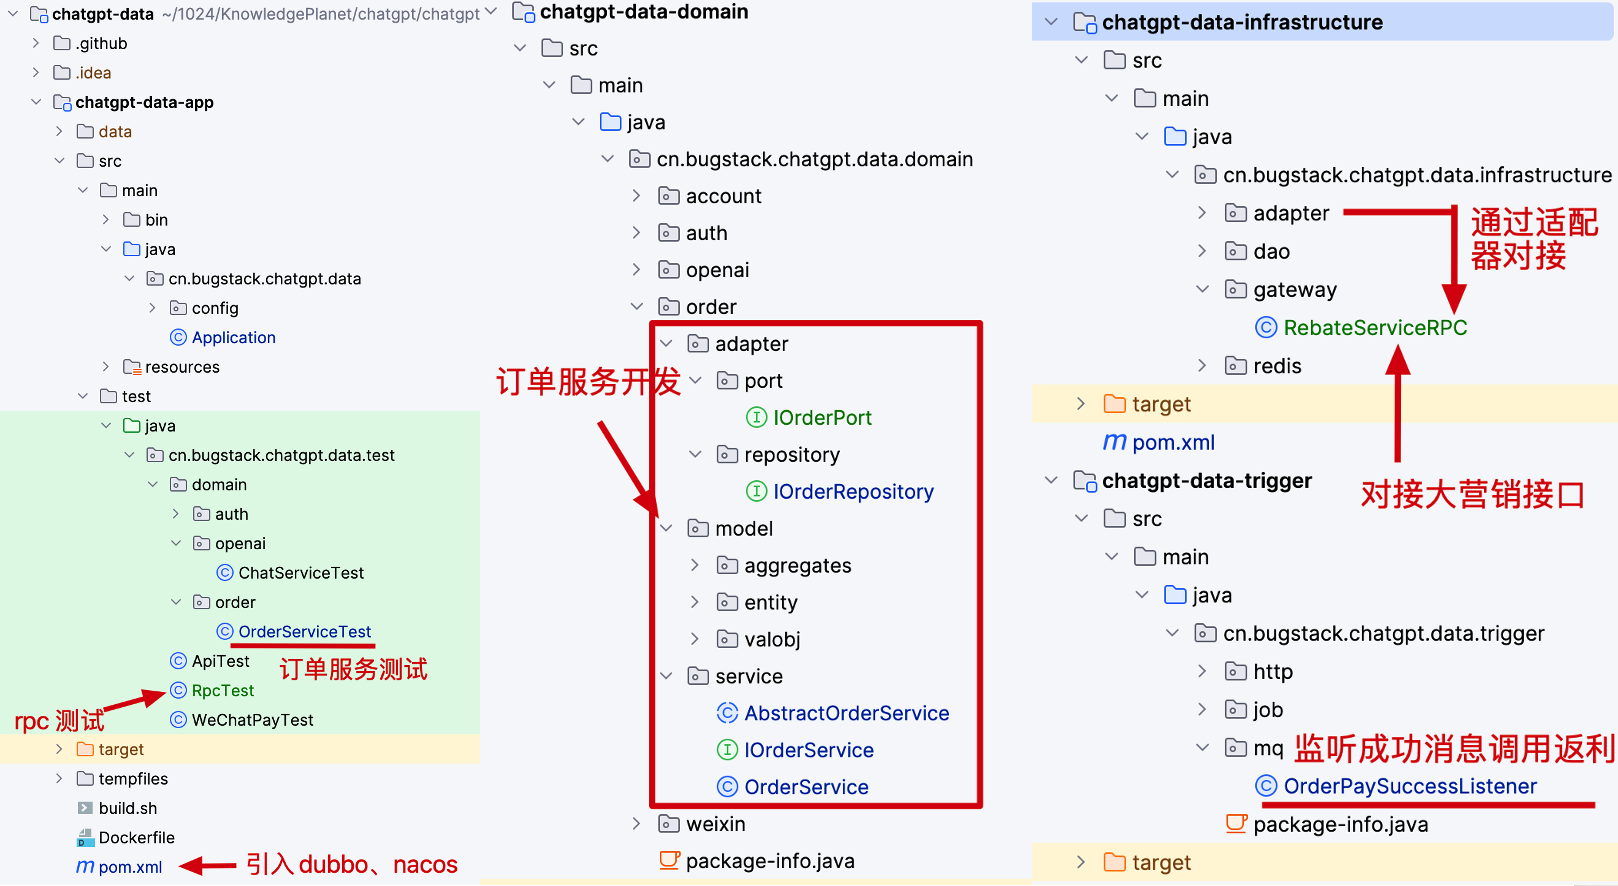 chatgpt-data ~/1024/KnowledgePlanet/chatgpt/chatgpt
.github
.idea
chatgpt-data-app
data
src
main
bin
java
cn.bugstack.chatgpt.data
config
Application
resources
test
java
cn.bugstack.chatgpt.data.test
domain
auth
openai
ChatServiceTest
order
OrderServiceTest
订单服务测试
ApiTest
RpcTest
rpc 测试
WeChatPayTest
target
tempfiles
build.sh
Dockerfile
pom.xml
引入 dubbo、nacos
chatgpt-data-domain
src
main
java
cn.bugstack.chatgpt.data.domain
account
auth
openai
order
订单服务开发
adapter
port
IOrderPort
repository
IOrderRepository
model
aggregates
entity
valobj
service
AbstractOrderService
IOrderService
OrderService
weixin
package-info.java
chatgpt-data-infrastructure
src
main
java
cn.bugstack.chatgpt.data.infrastructure
adapter
通过适配
器对接
dao
gateway
RebateServiceRPC
redis
target
pom.xml
对接大营销接口
chatgpt-data-trigger
src
main
java
cn.bugstack.chatgpt.data.trigger
http
job
mq
监听成功消息调用返利
OrderPaySuccessListener
package-info.java
target